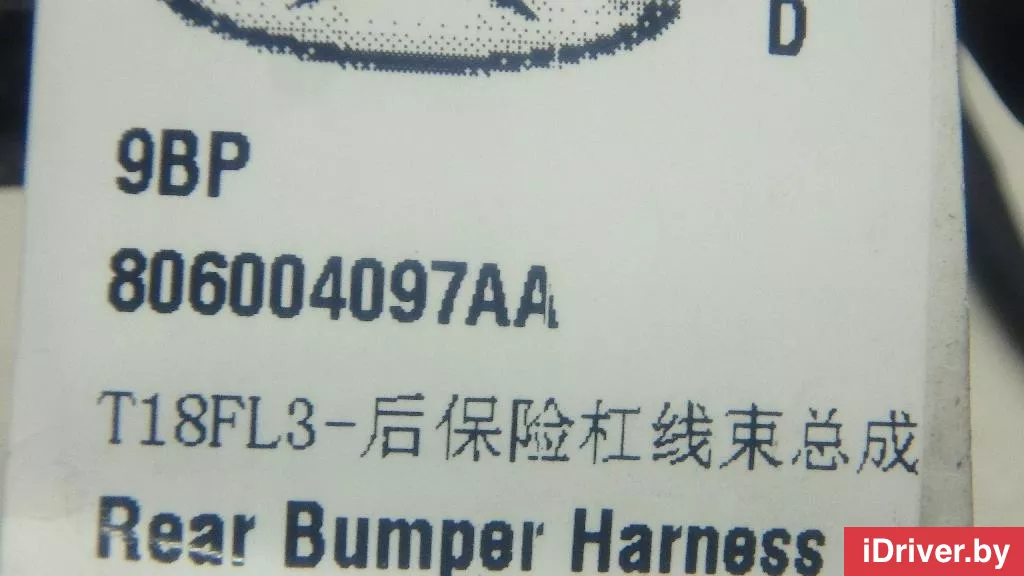 D
9BP
806004097AA
T18FL3-后保险杠线束总成
Rear Bumper Harness
iDriver.by